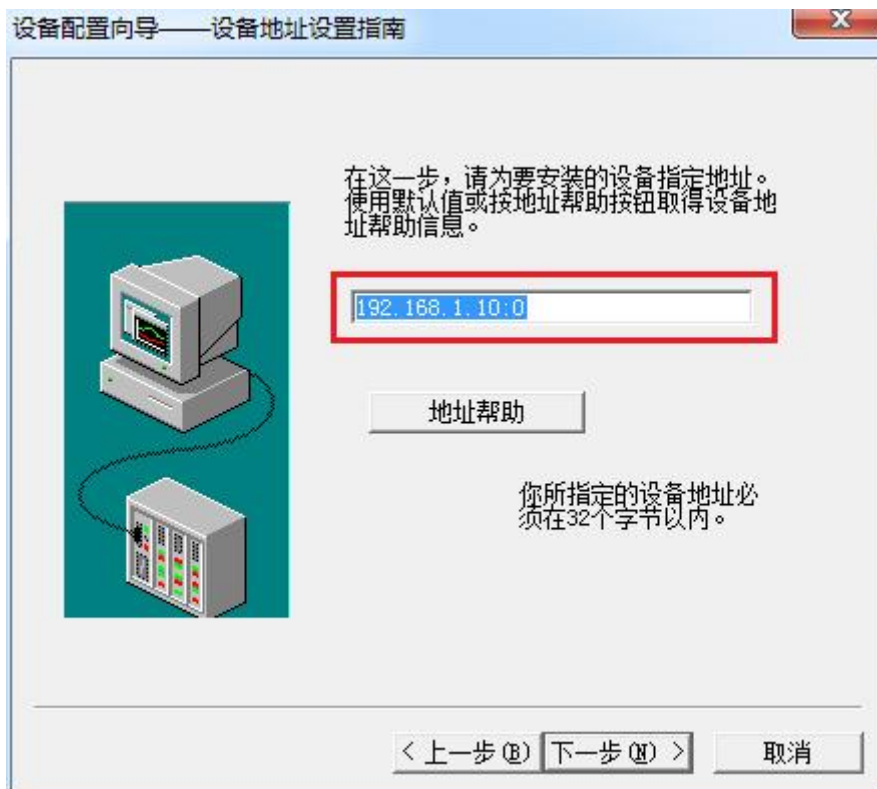 设备配置向导——设备地址设置指南
在这一步，请为要安装的设备指定地址。
使用默认值或按地址帮助按钮取得设备地
址帮助信息。
192.168.1.10:0
地址帮助
你所指定的设备地址必
须在32个字节以内。
< 上一步(B) 下一步(N) > 取消